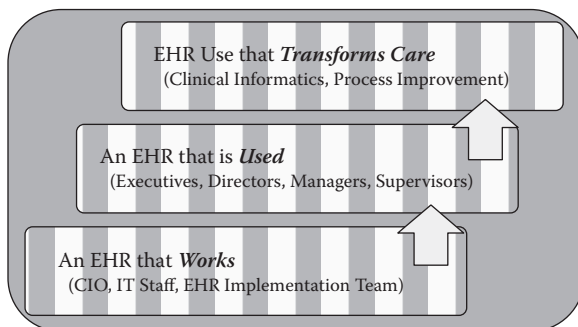 EHR Use that Transforms Care
(Clinical Informatics, Process Improvement)
An EHR that is Used
(Executives, Directors, Managers, Supervisors)
An EHR that Works
(CIO, IT Staff, EHR Implementation Team)